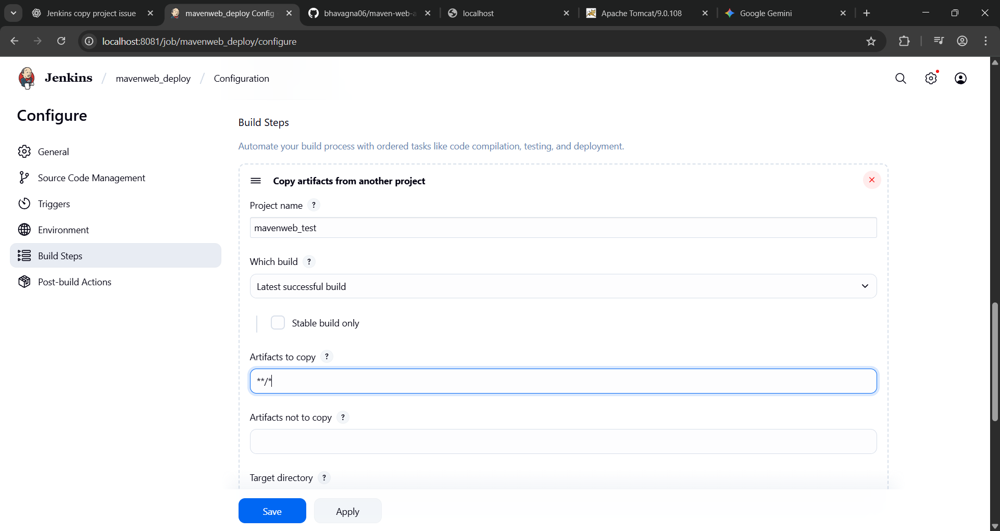 Jenkins copy project issue
mavenweb_deploy Config
bhavagna06/maven-web-a
localhost
Apache Tomcat/9.0.108
Google Gemini
localhost:8081/job/mavenweb_deploy/configure
Jenkins / mavenweb_deploy / Configuration
Configure
General
Source Code Management
Triggers
Environment
Build Steps
Post-build Actions
Build Steps
Automate your build process with ordered tasks like code compilation, testing, and deployment.
Copy artifacts from another project
Project name ?
mavenweb_test
Which build ?
Latest successful build
Stable build only
Artifacts to copy ?
**/*
Artifacts not to copy ?
Target directory ?
Save
Apply